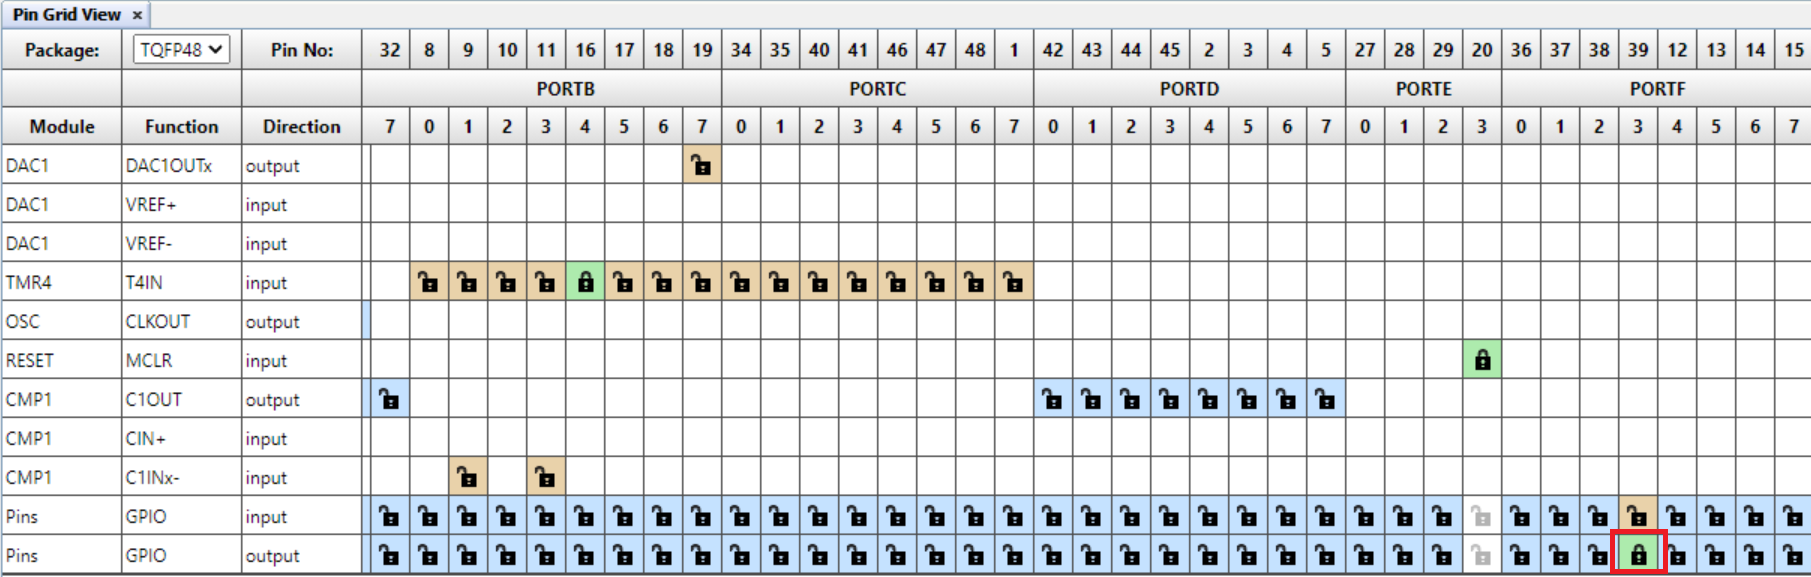 Pin Grid View ×
Package: TQFP48 Pin No: 32 8 9 10 11 16 17 18 19 34 35 40 41 46 47 48 1 42 43 44 45 2 3 4 5 27 28 29 20 36 37 38 39 12 13 14 15
PORTB PORTC PORTD PORTE PORTF
Module Function Direction 7 0 1 2 3 4 5 6 7 0 1 2 3 4 5 6 7 0 1 2 3 4 5 6 7 0 1 2 3 0 1 2 3 4 5 6 7
DAC1 DAC1OUTx output
DAC1 VREF+ input
DAC1 VREF- input
TMR4 T4IN input
OSC CLKOUT output
RESET MCLR input
CMP1 C1OUT output
CMP1 CIN+ input
CMP1 C1INx- input
Pins GPIO input
Pins GPIO output